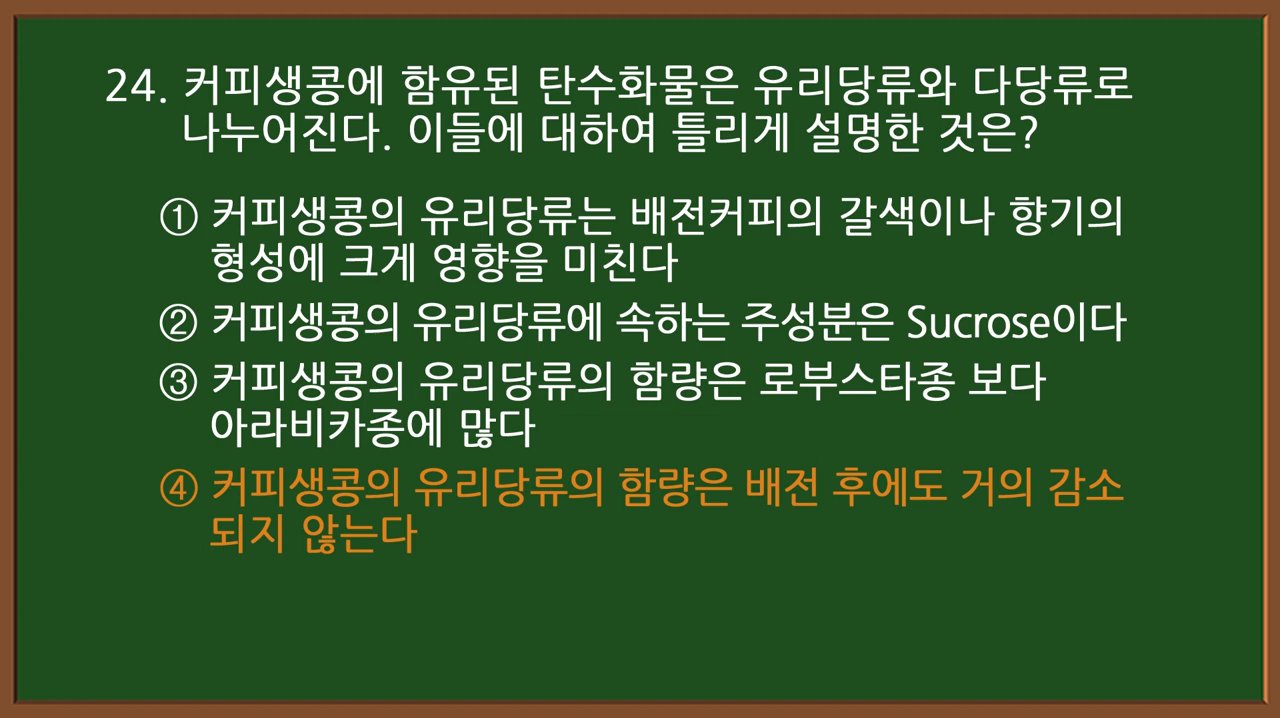 24. 커피생콩에 함유된 탄수화물은 유리당류와 다당류로
나누어진다. 이들에 대하여 틀리게 설명한 것은?
① 커피생콩의 유리당류는 배전커피의 갈색이나 향기의
형성에 크게 영향을 미친다
② 커피생콩의 유리당류에 속하는 주성분은 Sucrose이다
③ 커피생콩의 유리당류의 함량은 로부스타종 보다
아라비카종에 많다
④ 커피생콩의 유리당류의 함량은 배전 후에도 거의 감소
되지 않는다